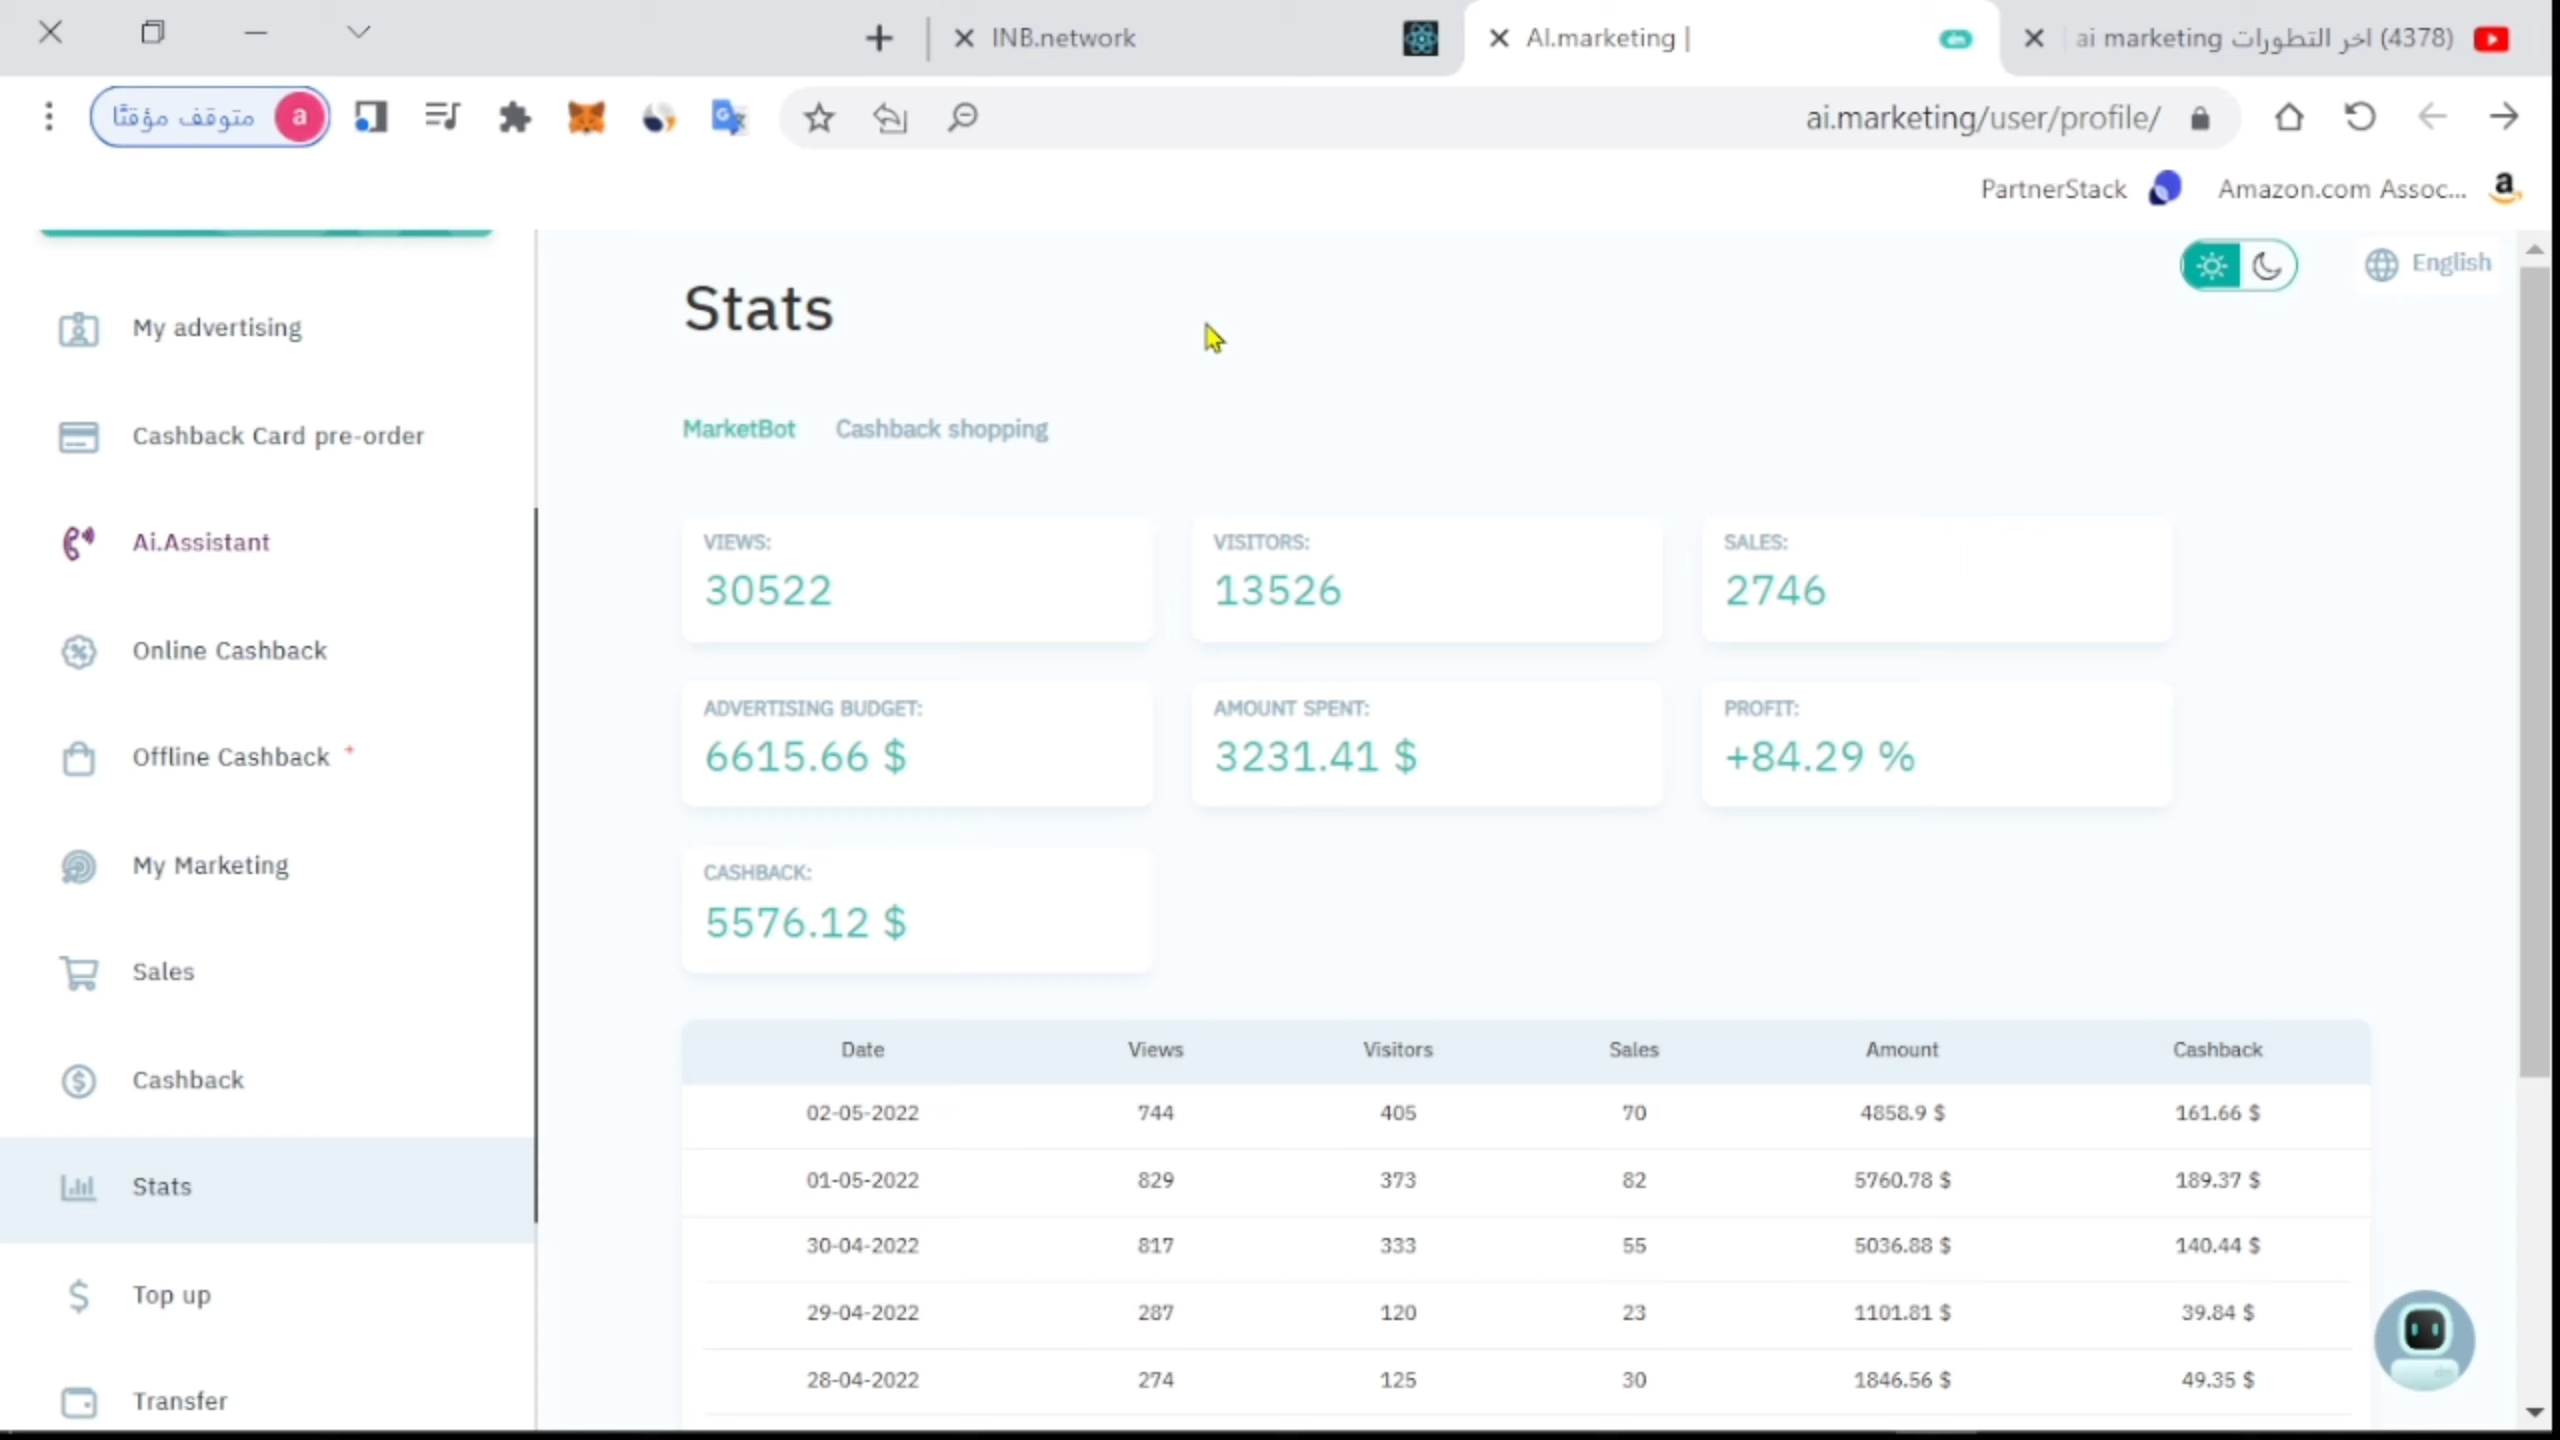 INB.network
AI.marketing |
ai marketing اخر التطورات (4378)
متوقف مؤقتًا
a
ai.marketing/user/profile/
PartnerStack
Amazon.com Assoc...
English
My advertising
Cashback Card pre-order
Ai.Assistant
Online Cashback
Offline Cashback +
My Marketing
Sales
Cashback
Stats
Top up
Transfer
Stats
MarketBot Cashback shopping
VIEWS:
30522
VISITORS:
13526
SALES:
2746
ADVERTISING BUDGET:
6615.66 $
AMOUNT SPENT:
3231.41 $
PROFIT:
+84.29 %
CASHBACK:
5576.12 $
Date Views Visitors Sales Amount Cashback
02-05-2022 744 405 70 4858.9 $ 161.66 $
01-05-2022 829 373 82 5760.78 $ 189.37 $
30-04-2022 817 333 55 5036.88 $ 140.44 $
29-04-2022 287 120 23 1101.81 $ 39.84 $
28-04-2022 274 125 30 1846.56 $ 49.35 $